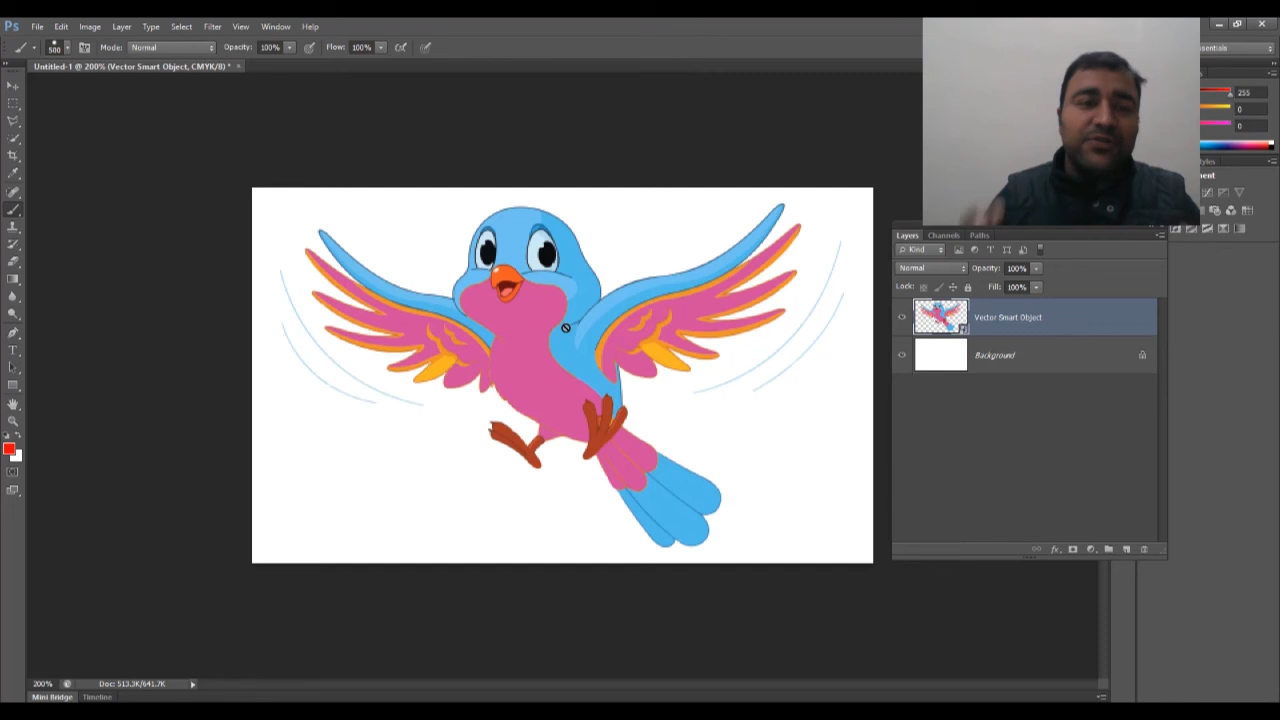 Ps File Edit Image Layer Type Select Filter View Window Help
500 Mode: Normal Opacity: 100% Flow: 100%
Untitled-1 @ 200% (Vector Smart Object, CMYK/8) *
255
0
0
Layers Channels Paths
Kind
Normal Opacity: 100%
Lock: Fill: 100%
Vector Smart Object
Background
200% Doc: 513.3K/641.7K
Mini Bridge Timeline